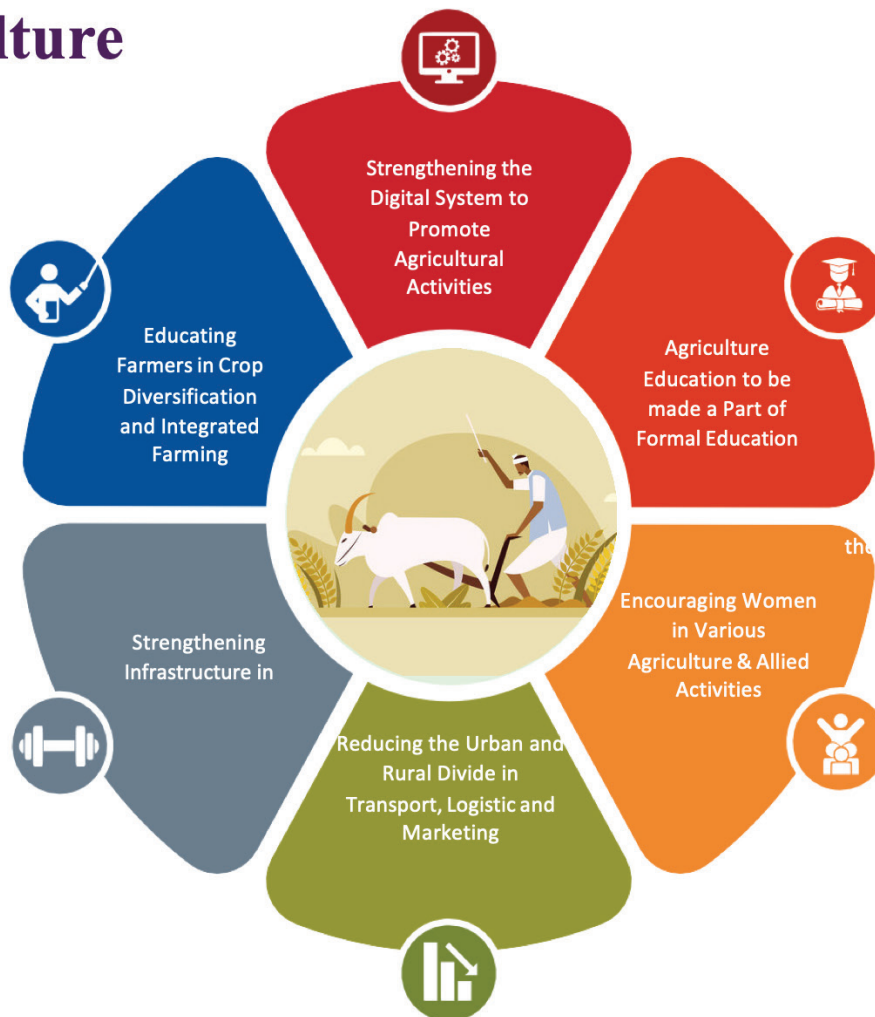 lture
Strengthening the
Digital System to
Promote
Agricultural
Activities
Agriculture
Education to be
made a Part of
Formal Education
the
Encouraging Women
in Various
Agriculture & Allied
Activities
Reducing the Urban and
Rural Divide in
Transport, Logistic and
Marketing
Strengthening
Infrastructure in
Educating
Farmers in Crop
Diversification
and Integrated
Farming